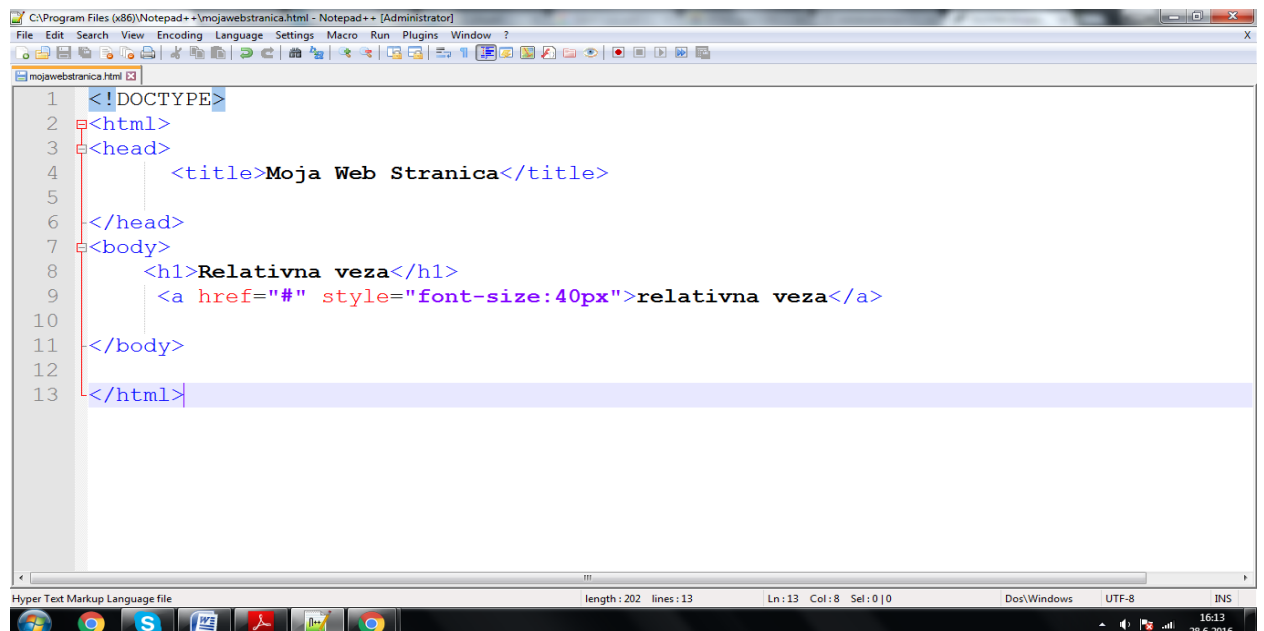 C:\Program Files (x86)\Notepad++\mojawebstranica.html - Notepad++ [Administrator]
File Edit Search View Encoding Language Settings Macro Run Plugins Window ? X
mojawebstranica.html
1 <!DOCTYPE>
2 <html>
3 <head>
4 <title>Moja Web Stranica</title>
5
6 </head>
7 <body>
8 <h1>Relativna veza</h1>
9 <a href="#" style="font-size:40px">relativna veza</a>
10
11 </body>
12
13 </html>
Hyper Text Markup Language file length : 202 lines : 13 Ln : 13 Col : 8 Sel : 0 | 0 Dos\Windows UTF-8 INS
16:13
28.6.2016